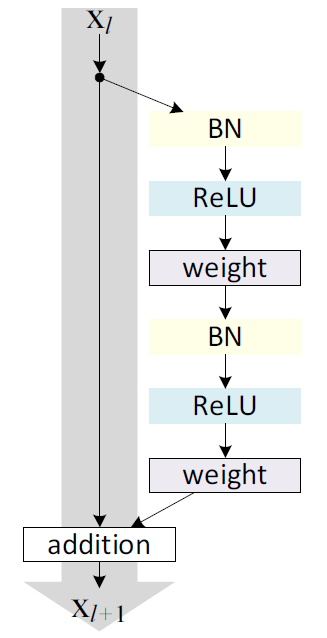 x_l
BN
ReLU
weight
BN
ReLU
weight
addition
x_{l+1}